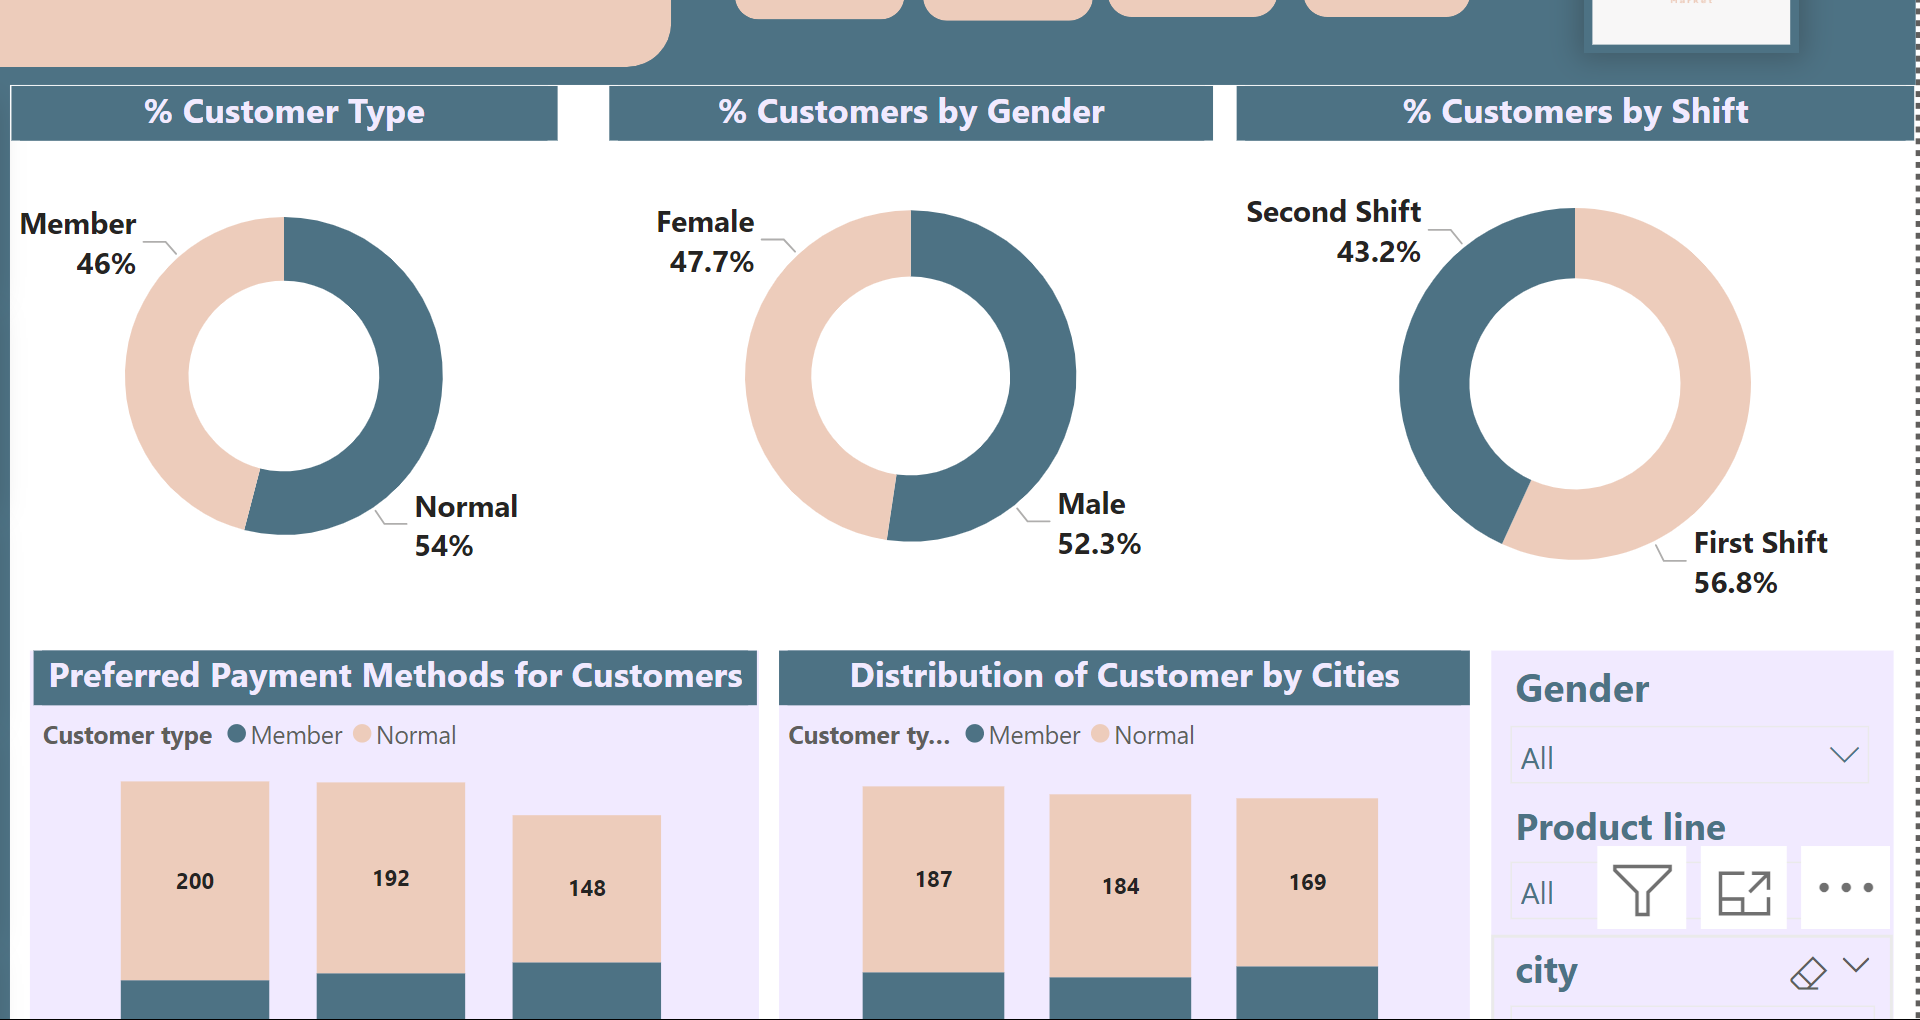 % Customer Type
% Customers by Gender
% Customers by Shift
Member
46%
Normal
54%
Female
47.7%
Male
52.3%
Second Shift
43.2%
First Shift
56.8%
Preferred Payment Methods for Customers
Customer type Member Normal
200
192
148
Distribution of Customer by Cities
Customer ty... Member Normal
187
184
169
Gender
All
Product line
All
city